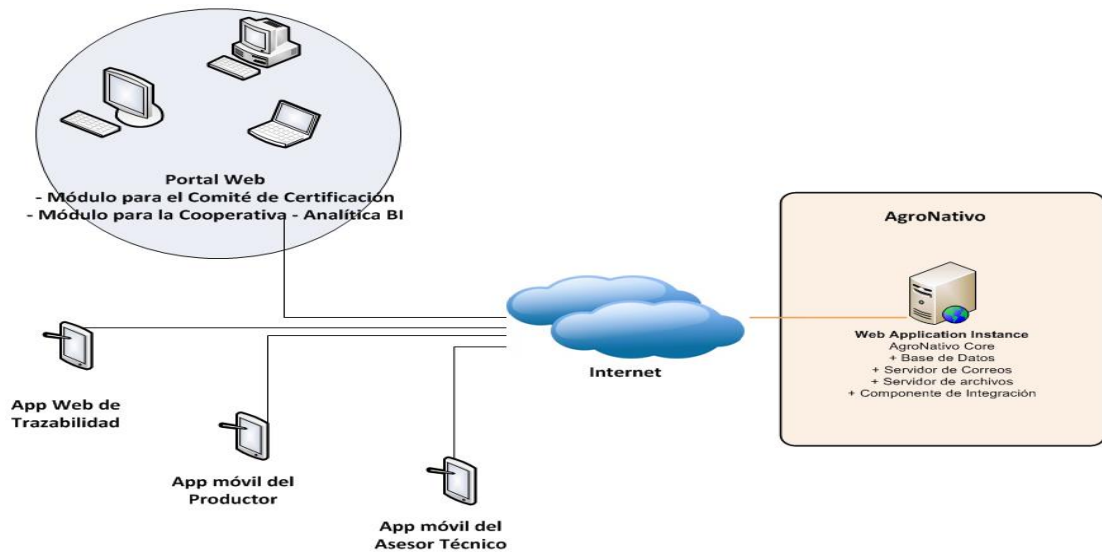 Portal Web
- Módulo para el Comité de Certificación
- Módulo para la Cooperativa - Analítica BI
App Web de
Trazabilidad
App móvil del
Productor
App móvil del
Asesor Técnico
Internet
AgroNativo
Web Application Instance
AgroNativo Core
+ Base de Datos
+ Servidor de Correos
+ Servidor de archivos
+ Componente de Integración